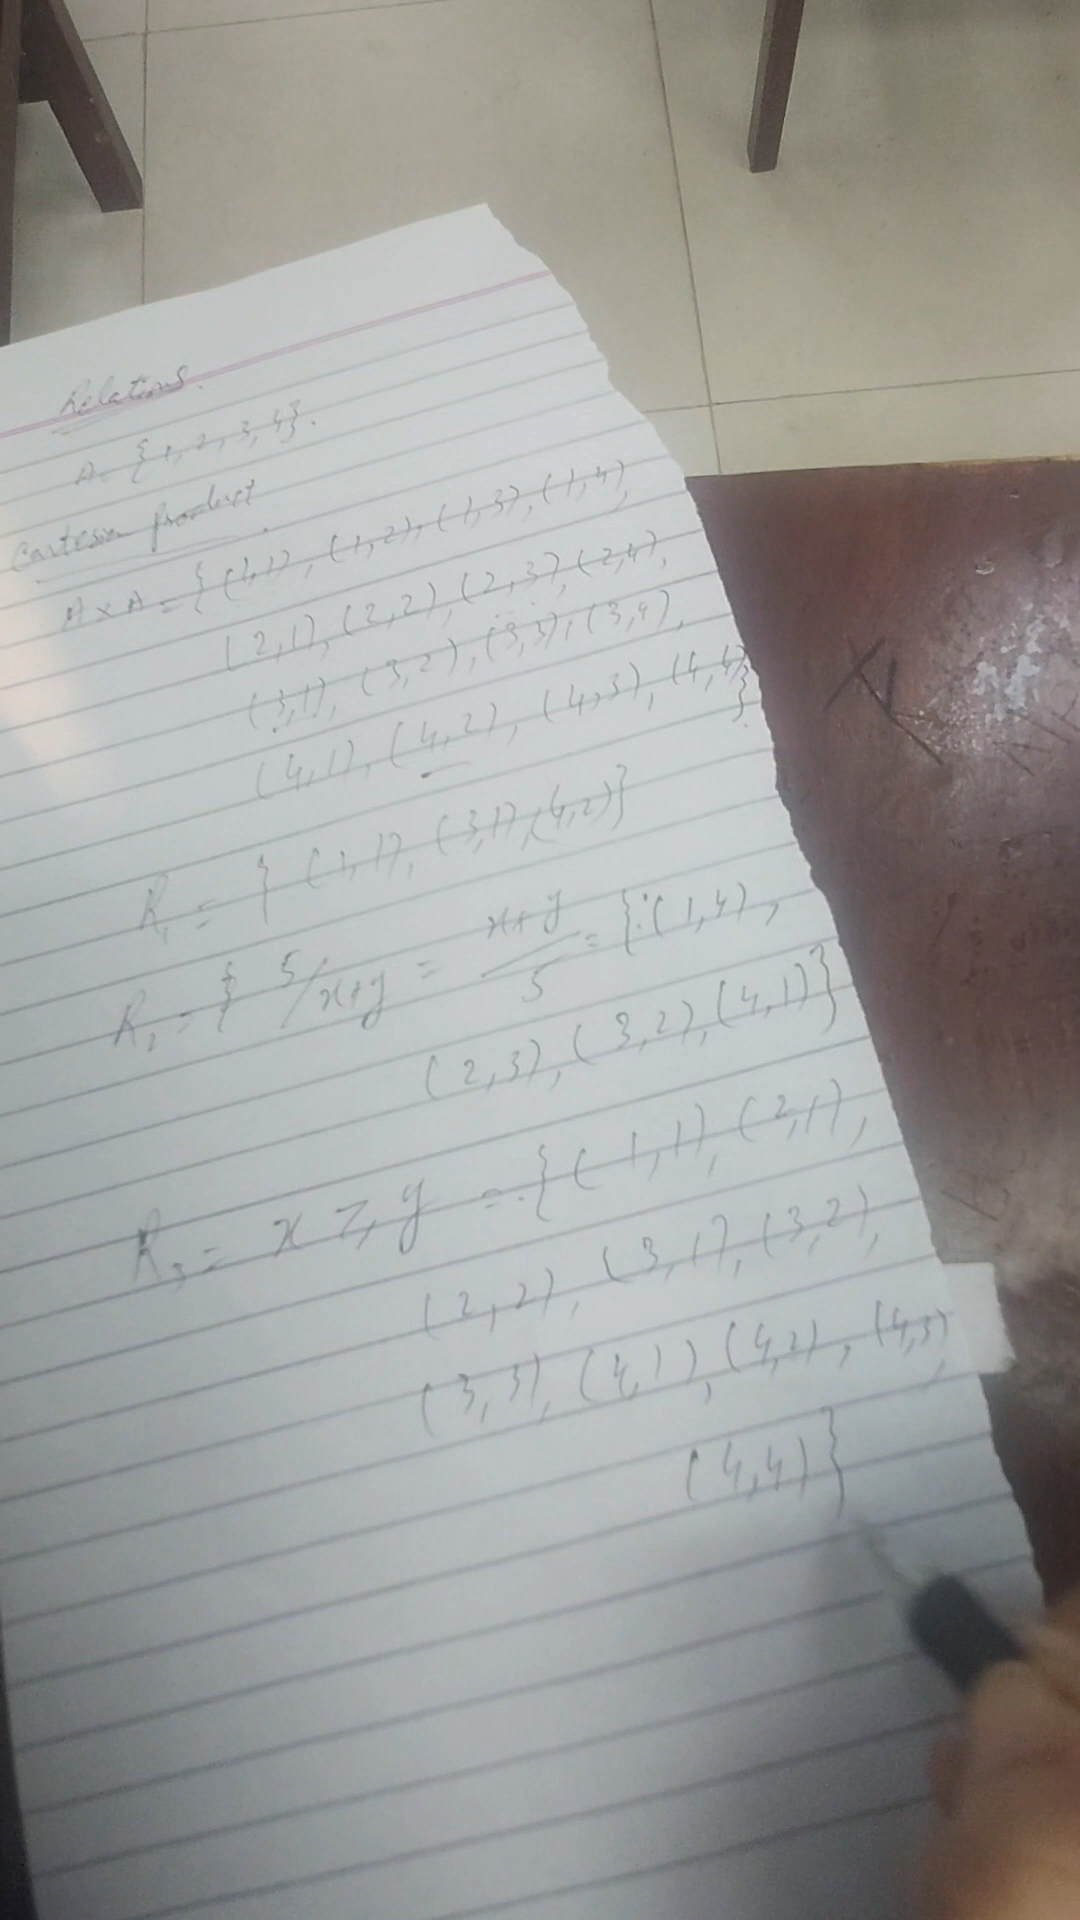 Relations.
A = {1, 2, 3, 4}.
Cartesian Product
A × A = {(1,1), (1,2), (1,3), (1,4),
(2,1), (2,2), (2,3), (2,4),
(3,1), (3,2), (3,3), (3,4),
(4,1), (4,2), (4,3), (4,4)}
R₁ = { (1,1), (3,1), (4,2)}
R₂ = { 5/x+y = x+y/5 = {(1,4),
(2,3), (3,2), (4,1)}
R₃ = x ≥ y = {(1,1), (2,1),
(2,2), (3,1), (3,2),
(3,3), (4,1), (4,2), (4,3),
(4,4)}